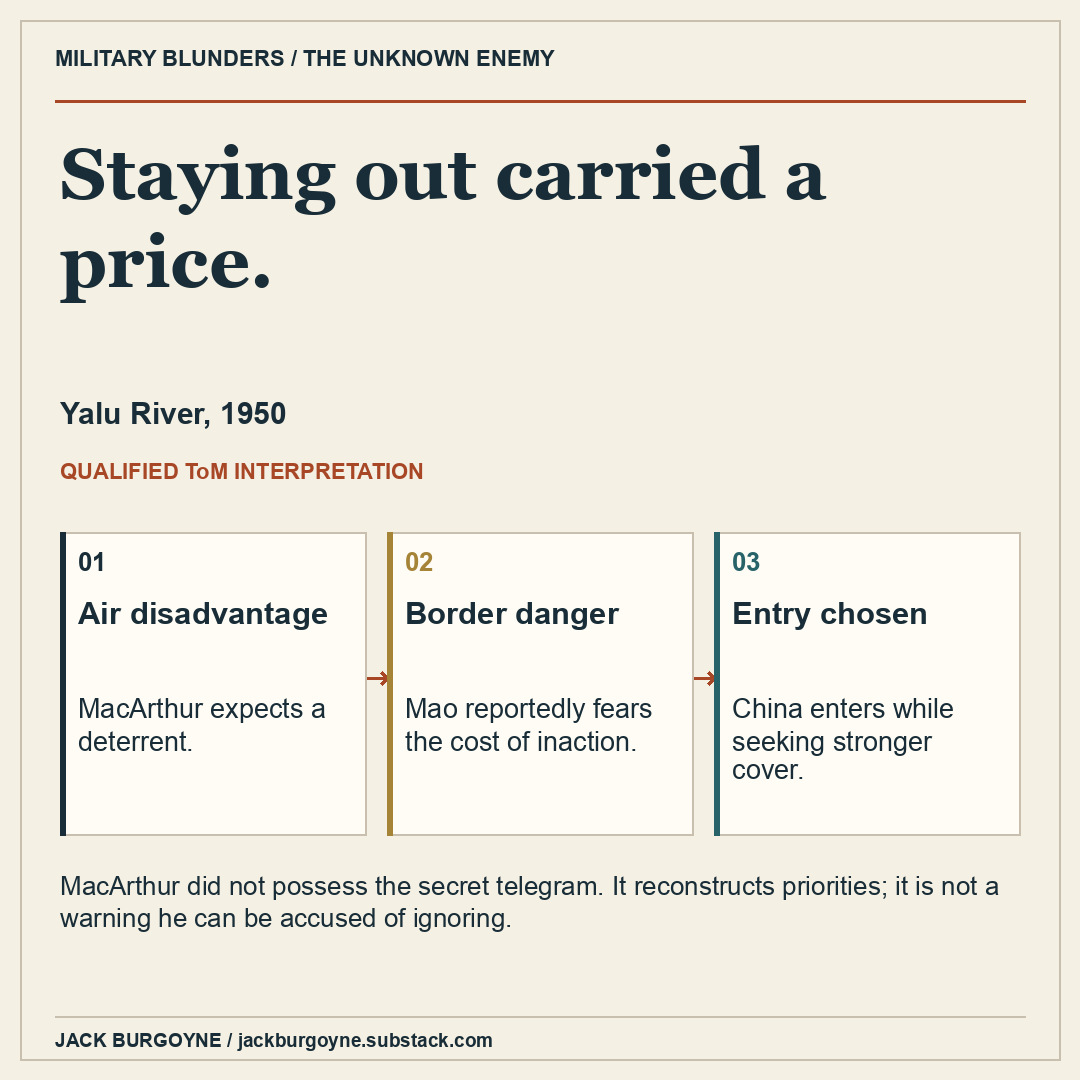 MILITARY BLUNDERS / THE UNKNOWN ENEMY
Staying out carried a
price.
Yalu River, 1950
QUALIFIED ToM INTERPRETATION
01
Air disadvantage
MacArthur expects a
deterrent.
02
Border danger
Mao reportedly fears
the cost of inaction.
03
Entry chosen
China enters while
seeking stronger
cover.
MacArthur did not possess the secret telegram. It reconstructs priorities; it is not a
warning he can be accused of ignoring.
JACK BURGOYNE / jackburgoyne.substack.com